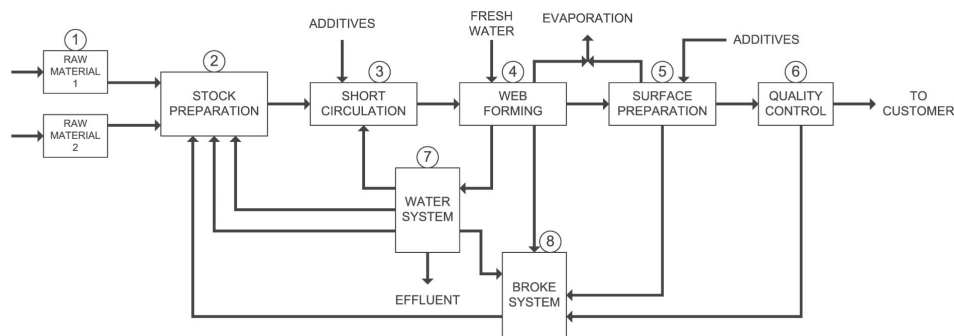 ADDITIVES
FRESH
WATER
EVAPORATION
ADDITIVES
1
RAW
MATERIAL
1
2
STOCK
PREPARATION
3
SHORT
CIRCULATION
4
WEB
FORMING
5
SURFACE
PREPARATION
6
QUALITY
CONTROL
TO
CUSTOMER
RAW
MATERIAL
2
7
WATER
SYSTEM
EFFLUENT
8
BROKE
SYSTEM